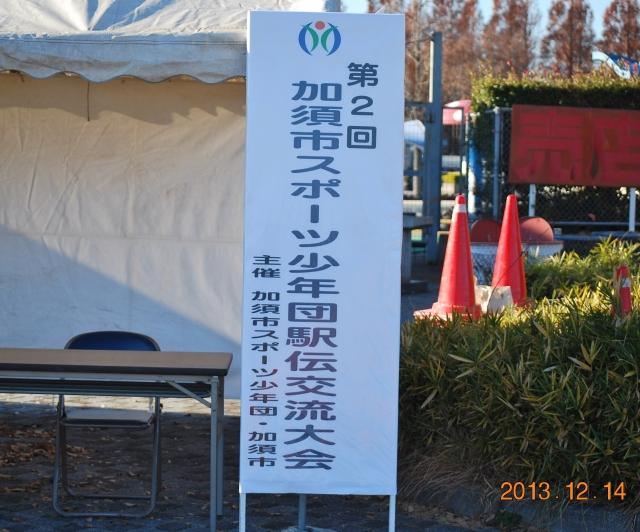 第2回
加須市スポーツ少年団駅伝交流大会
主催 加須市スポーツ少年団・加須市
2013.12.14